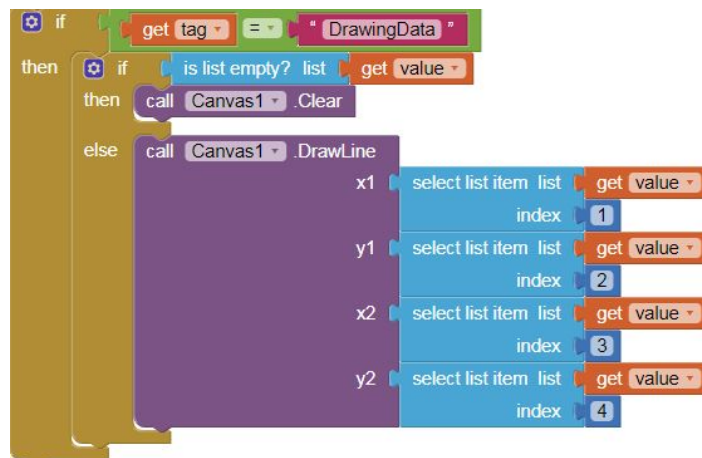 if get tag = " DrawingData "
then if is list empty? list get value
then call Canvas1 .Clear
else call Canvas1 .DrawLine
x1 select list item list get value
index 1
y1 select list item list get value
index 2
x2 select list item list get value
index 3
y2 select list item list get value
index 4